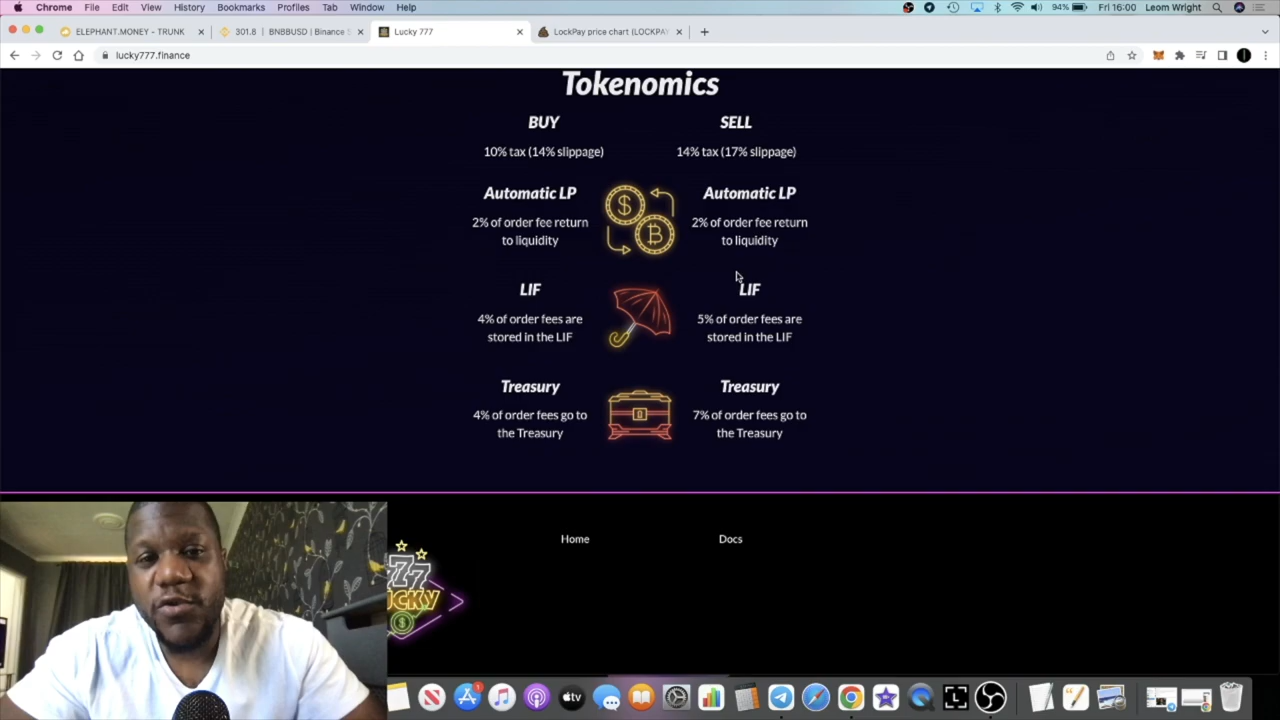 Chrome File Edit View History Bookmarks Profiles Tab Window Help 94% Fri 16:00 Leom Wright
ELEPHANT.MONEY - TRUNK 301.8 | BNBBUSD | Binance Lucky 777 LockPay price chart (LOCKPAY
lucky777.finance
Tokenomics
BUY
10% tax (14% slippage)
Automatic LP
2% of order fee return
to liquidity
LIF
4% of order fees are
stored in the LIF
Treasury
4% of order fees go to
the Treasury
SELL
14% tax (17% slippage)
Automatic LP
2% of order fee return
to liquidity
LIF
5% of order fees are
stored in the LIF
Treasury
7% of order fees go to
the Treasury
Home Docs
77
UCKY
tv